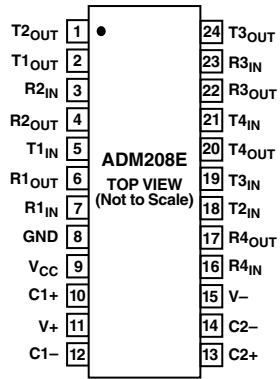 T2OUT 1 24 T3OUT
T1OUT 2 23 R3IN
R2IN 3 22 R3OUT
R2OUT 4 21 T4IN
T1IN 5 20 T4OUT
ADM208E
R1OUT 6 19 T3IN
TOP VIEW
(Not to Scale)
R1IN 7 18 T2IN
GND 8 17 R4OUT
VCC 9 16 R4IN
C1+ 10 15 V–
V+ 11 14 C2–
C1– 12 13 C2+